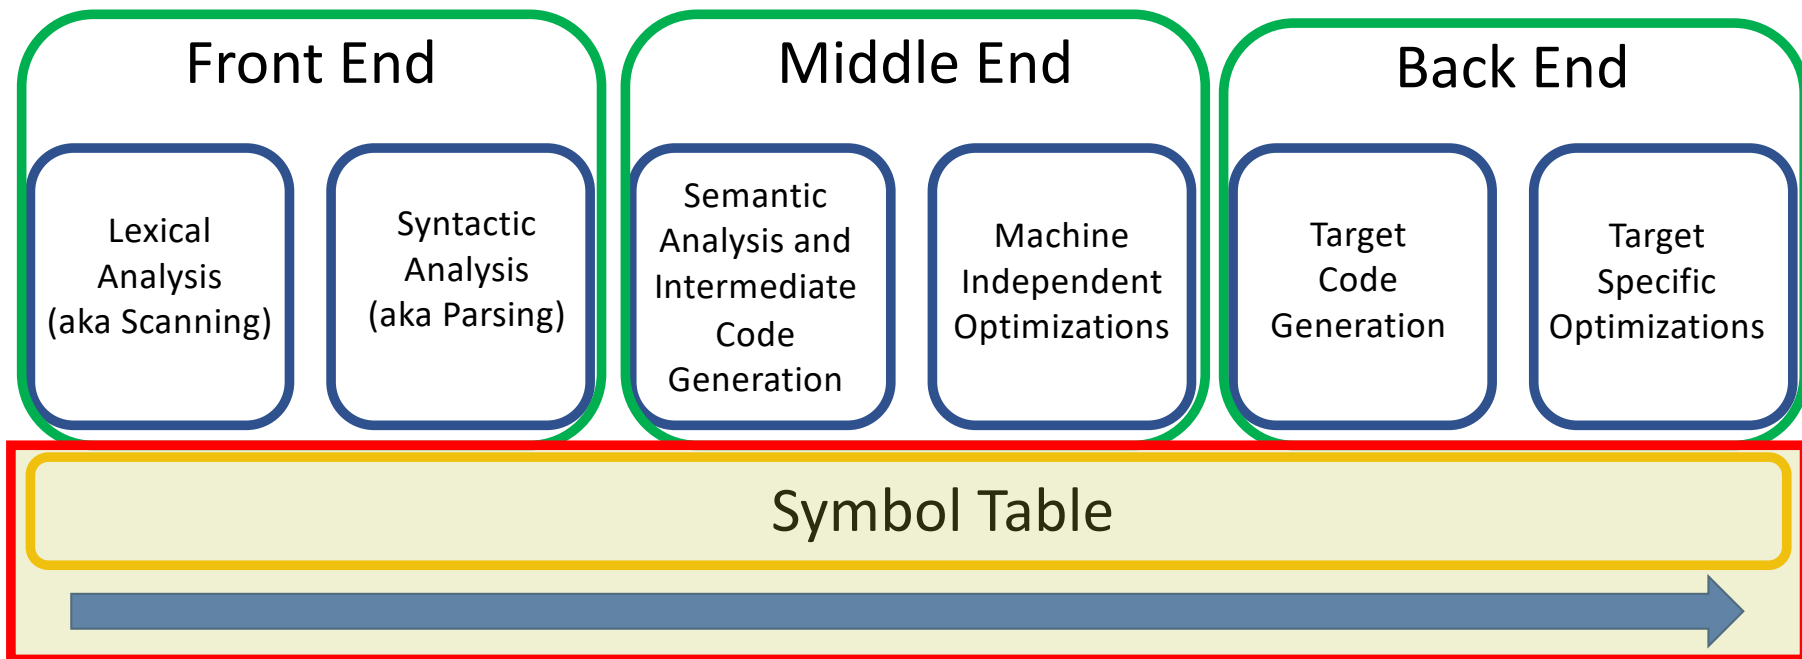 Front End
Lexical
Analysis
(aka Scanning)
Syntactic
Analysis
(aka Parsing)
Middle End
Semantic
Analysis and
Intermediate
Code
Generation
Machine
Independent
Optimizations
Back End
Target
Code
Generation
Target
Specific
Optimizations
Symbol Table